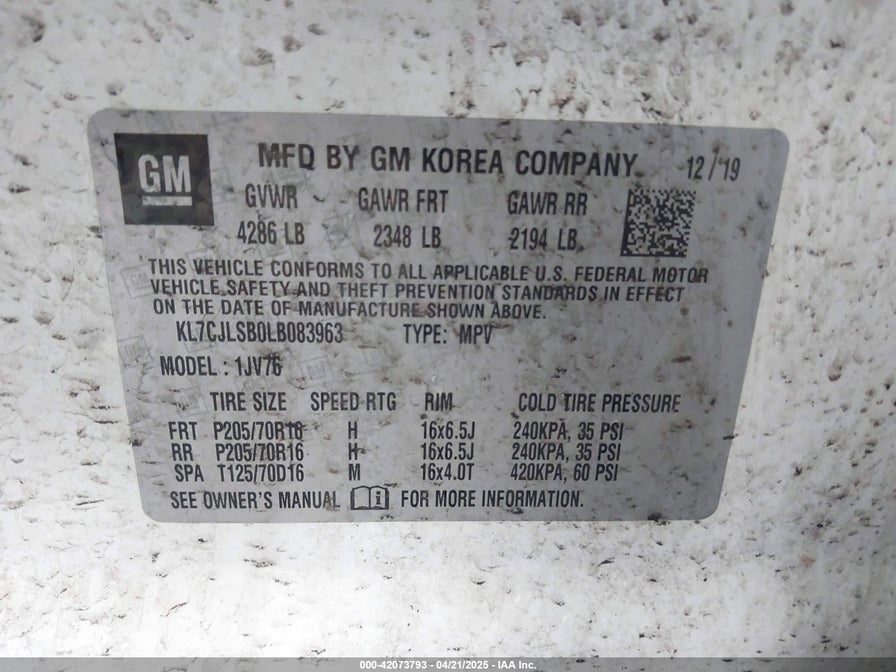 GM MFD BY GM KOREA COMPANY 12/19
GVWR GAWR FRT GAWR RR
4286 LB 2348 LB 2194 LB
THIS VEHICLE CONFORMS TO ALL APPLICABLE U.S. FEDERAL MOTOR
VEHICLE SAFETY AND THEFT PREVENTION STANDARDS IN EFFECT
ON THE DATE OF MANUFACTURE SHOWN ABOVE.
KL7CJLSB0LB083963 TYPE: MPV
MODEL : 1JV76
TIRE SIZE SPEED RTG RIM COLD TIRE PRESSURE
FRT P205/70R16 H 16x6.5J 240KPA, 35 PSI
RR P205/70R16 H 16x6.5J 240KPA, 35 PSI
SPA T125/70D16 M 16x4.0T 420KPA, 60 PSI
SEE OWNER'S MANUAL FOR MORE INFORMATION.
000-42073793 - 04/21/2025 - IAA Inc.